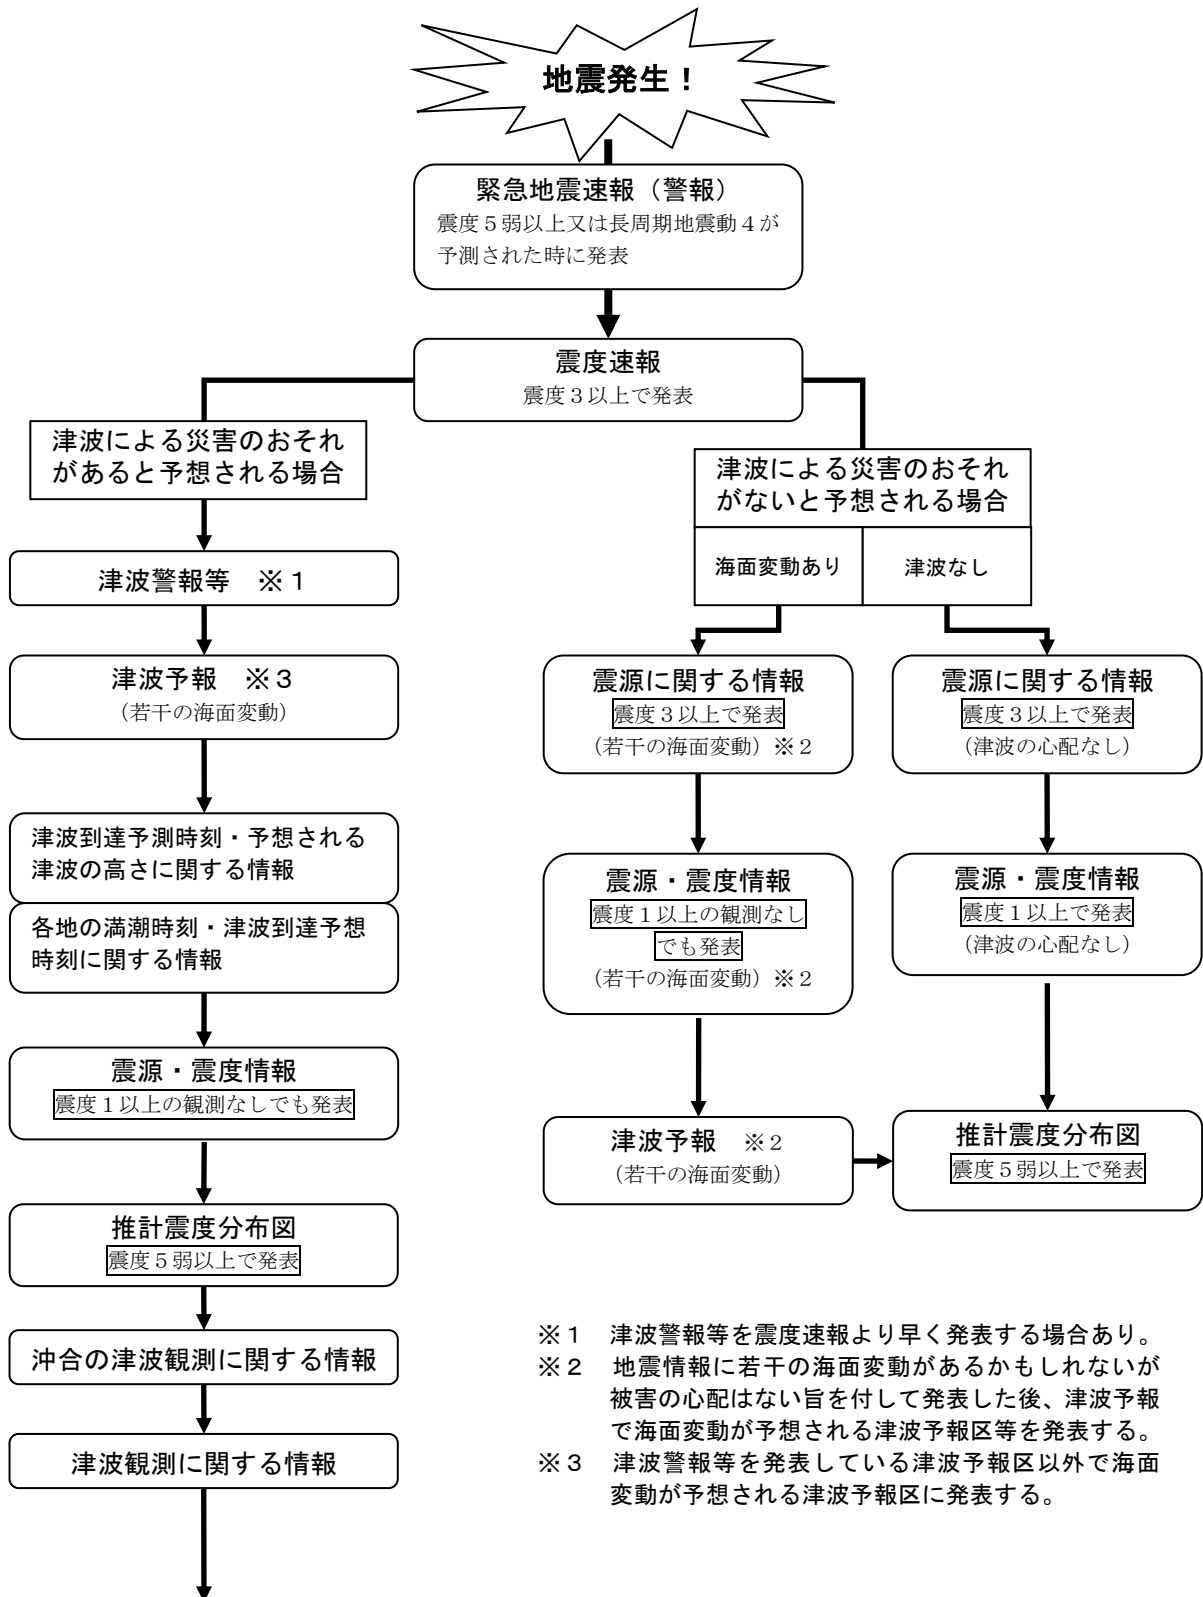 地震発生！
緊急地震速報（警報）
震度５弱以上又は長周期地震動４が
予測された時に発表
震度速報
震度３以上で発表
津波による災害のおそれ
があると予想される場合
津波警報等　※１
津波予報　※３
（若干の海面変動）
津波到達予測時刻・予想される
津波の高さに関する情報
各地の満潮時刻・津波到達予想
時刻に関する情報
震源・震度情報
震度１以上の観測なしでも発表
推計震度分布図
震度５弱以上で発表
沖合の津波観測に関する情報
津波観測に関する情報
津波による災害のおそれ
がないと予想される場合
海面変動あり
津波なし
震源に関する情報
震度３以上で発表
（若干の海面変動）※２
震源・震度情報
震度１以上の観測なし
でも発表
（若干の海面変動）※２
津波予報　※２
（若干の海面変動）
震源に関する情報
震度３以上で発表
（津波の心配なし）
震源・震度情報
震度１以上で発表
（津波の心配なし）
推計震度分布図
震度５弱以上で発表
※１　津波警報等を震度速報より早く発表する場合あり。
※２　地震情報に若干の海面変動があるかもしれないが
被害の心配はない旨を付して発表した後、津波予報
で海面変動が予想される津波予報区等を発表する。
※３　津波警報等を発表している津波予報区以外で海面
変動が予想される津波予報区に発表する。